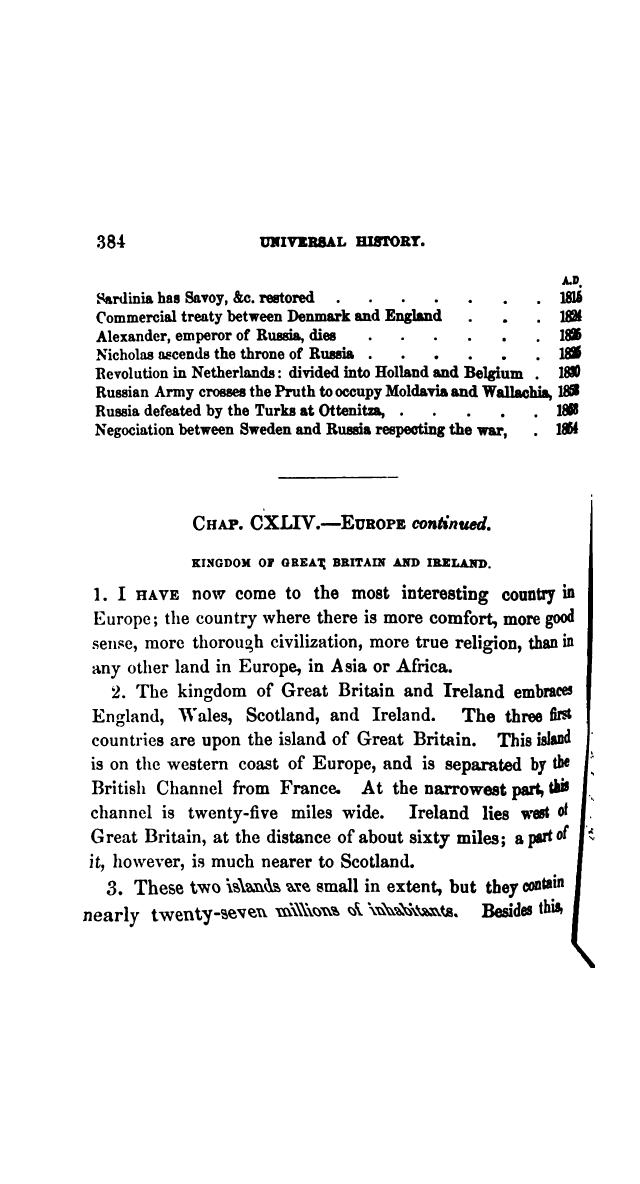 384 UNIVERSAL HISTORY.
A.D.
Sardinia has Savoy, &c. restored . . . . . . . 1815
Commercial treaty between Denmark and England . . . 1824
Alexander, emperor of Russia, dies . . . . . . 1825
Nicholas ascends the throne of Russia . . . . . . 1825
Revolution in Netherlands: divided into Holland and Belgium . 1830
Russian Army crosses the Pruth to occupy Moldavia and Wallachia, 1853
Russia defeated by the Turks at Ottenitza, . . . . . 1853
Negociation between Sweden and Russia respecting the war, . 1854
CHAP. CXLIV.—EUROPE continued.
KINGDOM OF GREAT BRITAIN AND IRELAND.
1. I HAVE now come to the most interesting country in
Europe; the country where there is more comfort, more good
sense, more thorough civilization, more true religion, than in
any other land in Europe, in Asia or Africa.
2. The kingdom of Great Britain and Ireland embraces
England, Wales, Scotland, and Ireland. The three first
countries are upon the island of Great Britain. This island
is on the western coast of Europe, and is separated by the
British Channel from France. At the narrowest part, this
channel is twenty-five miles wide. Ireland lies west of
Great Britain, at the distance of about sixty miles; a part of
it, however, is much nearer to Scotland.
3. These two islands are small in extent, but they contain
nearly twenty-seven millions of inhabitants. Besides this,